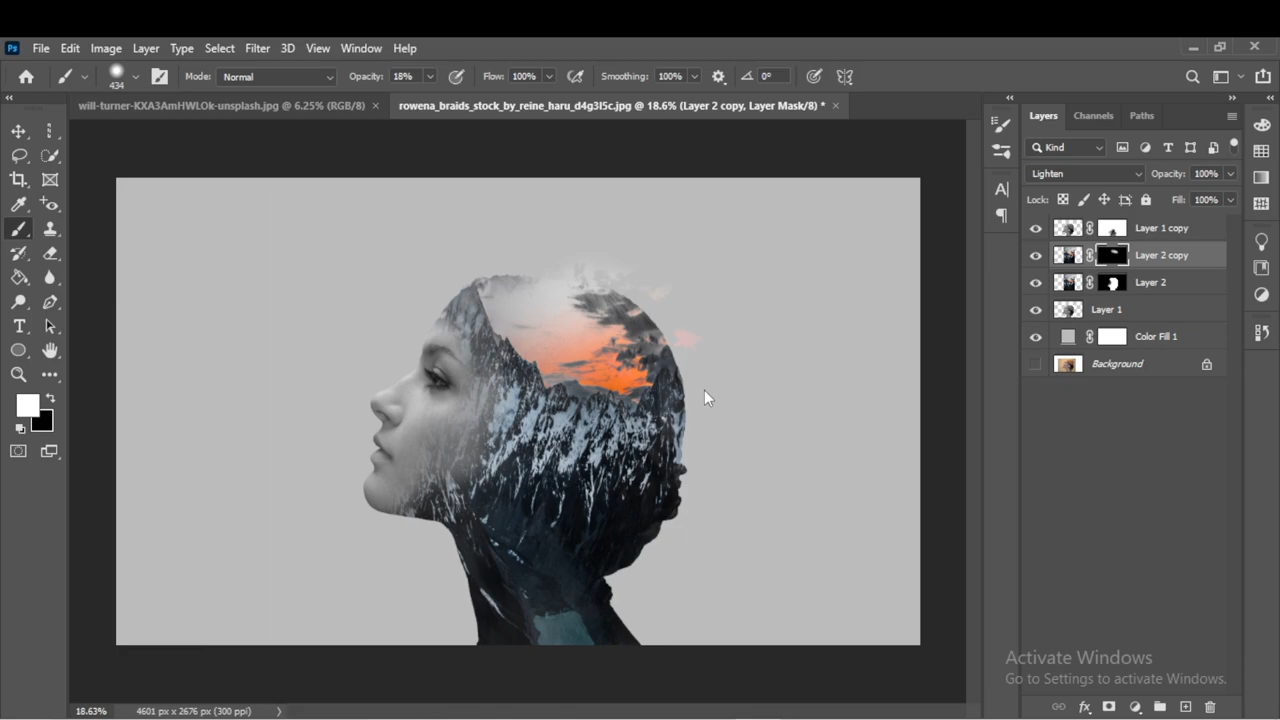 Ps File Edit Image Layer Type Select Filter 3D View Window Help
434 Mode: Normal Opacity: 18% Flow: 100% Smoothing: 100% 0°
will-turner-KXA3AmHWLOk-unsplash.jpg @ 6.25% (RGB/8) × rowena_braids_stock_by_reine_haru_d4g3l5c.jpg @ 18.6% (Layer 2 copy, Layer Mask/8) * ×
Layers Channels Paths
Kind
Lighten Opacity: 100%
Lock: Fill: 100%
Layer 1 copy
Layer 2 copy
Layer 2
Layer 1
Color Fill 1
Background
Activate Windows
Go to Settings to activate Windows.
18.63% 4601 px x 2676 px (300 ppi)